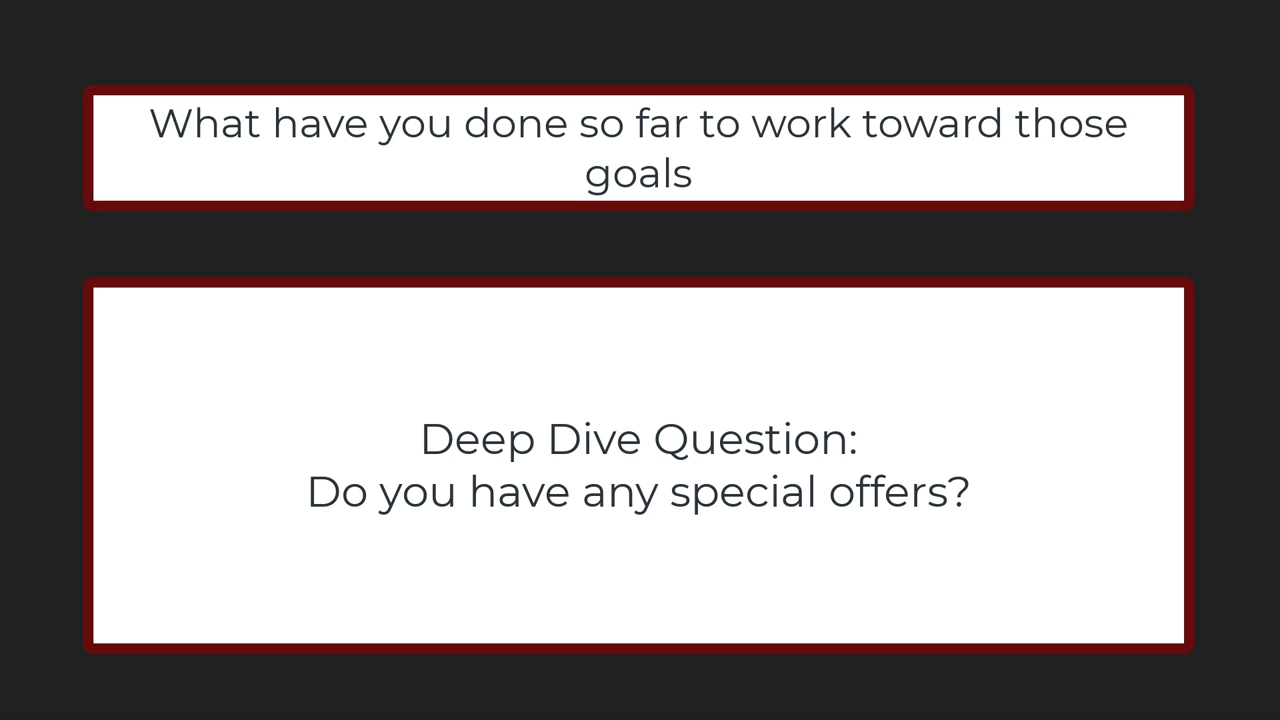 What have you done so far to work toward those
goals
Deep Dive Question:
Do you have any special offers?